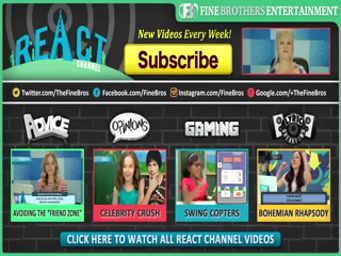 FINE BROTHERS ENTERTAINMENT
REACT
CHANNEL
New Videos Every Week!
Subscribe
Twitter.com/TheFineBros
Facebook.com/FineBros
Instagram.com/FineBros
Google.com/+TheFineBros
ADVICE
OPINIONS
GAMING
LYRIC
AVOIDING THE "FRIEND ZONE"
CELEBRITY CRUSH
SWING COPTERS
BOHEMIAN RHAPSODY
CLICK HERE TO WATCH ALL REACT CHANNEL VIDEOS